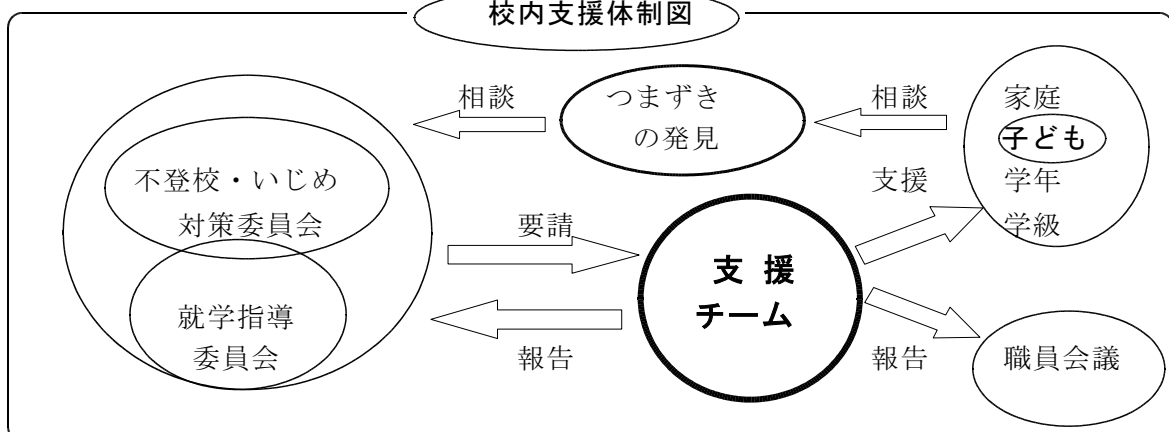 校内支援体制図
相談
つまずき
の発見
相談
家庭
子ども
学年
学級
不登校・いじめ
対策委員会
支援
要請
支援
チーム
就学指導
委員会
報告
報告
職員会議